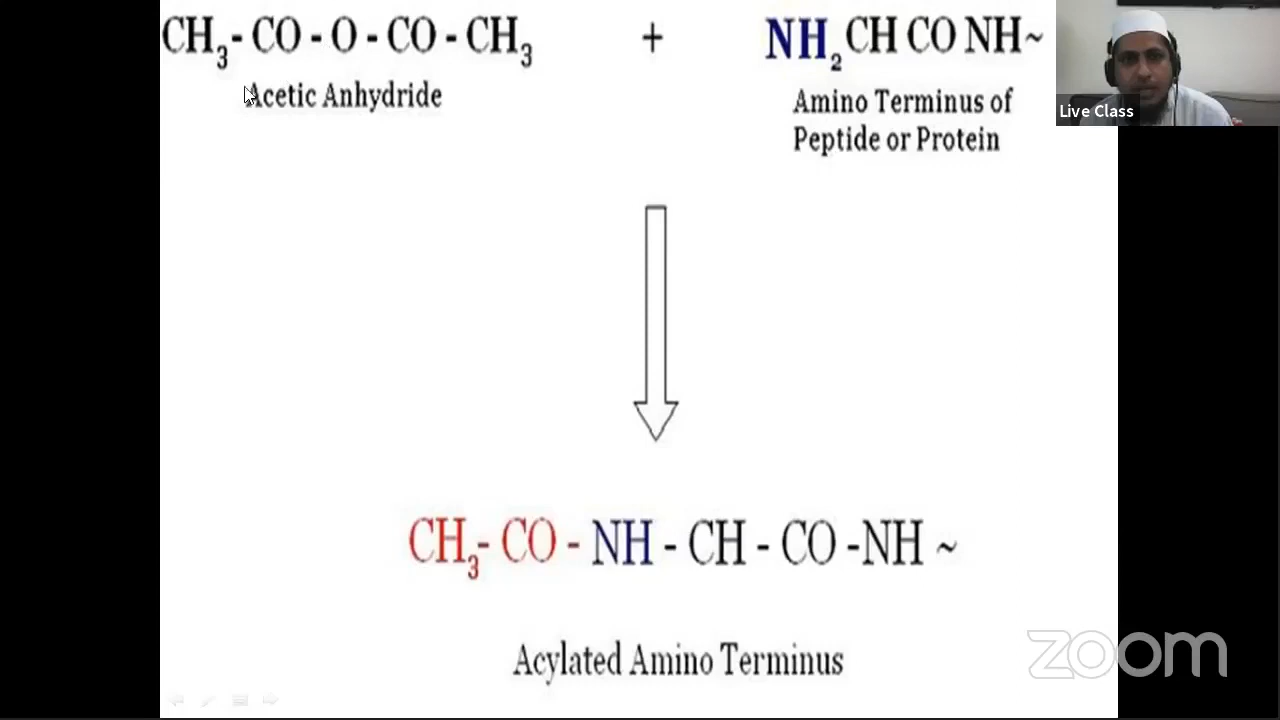 CH3- CO - O - CO - CH3 + NH2 CH CO NH~
Acetic Anhydride
Amino Terminus of
Peptide or Protein
Live Class
CH3- CO - NH - CH - CO -NH ~
Acylated Amino Terminus
zoom